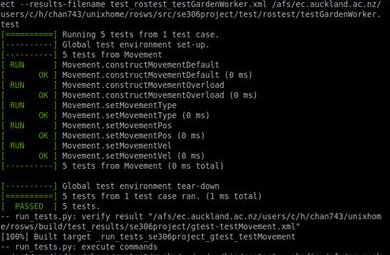 ect --results-filename test_rostest_testGardenWorker.xml /afs/ec.auckland.ac.nz/
users/c/h/chan743/unixhome/rosws/src/se306project/test/rostest/testGardenWorker.
test
[==========] Running 5 tests from 1 test case.
[----------] Global test environment set-up.
[----------] 5 tests from Movement
[ RUN      ] Movement.constructMovementDefault
[       OK ] Movement.constructMovementDefault (0 ms)
[ RUN      ] Movement.constructMovementOverload
[       OK ] Movement.constructMovementOverload (0 ms)
[ RUN      ] Movement.setMovementType
[       OK ] Movement.setMovementType (0 ms)
[ RUN      ] Movement.setMovementPos
[       OK ] Movement.setMovementPos (0 ms)
[ RUN      ] Movement.setMovementVel
[       OK ] Movement.setMovementVel (0 ms)
[----------] 5 tests from Movement (0 ms total)
[----------] Global test environment tear-down
[==========] 5 tests from 1 test case ran. (1 ms total)
[  PASSED  ] 5 tests.
-- run_tests.py: verify result "/afs/ec.auckland.ac.nz/users/c/h/chan743/unixhom
e/rosws/build/test_results/se306project/gtest-testMovement.xml"
[100%] Built target _run_tests_se306project_gtest_testMovement
-- run_tests.py: execute commands